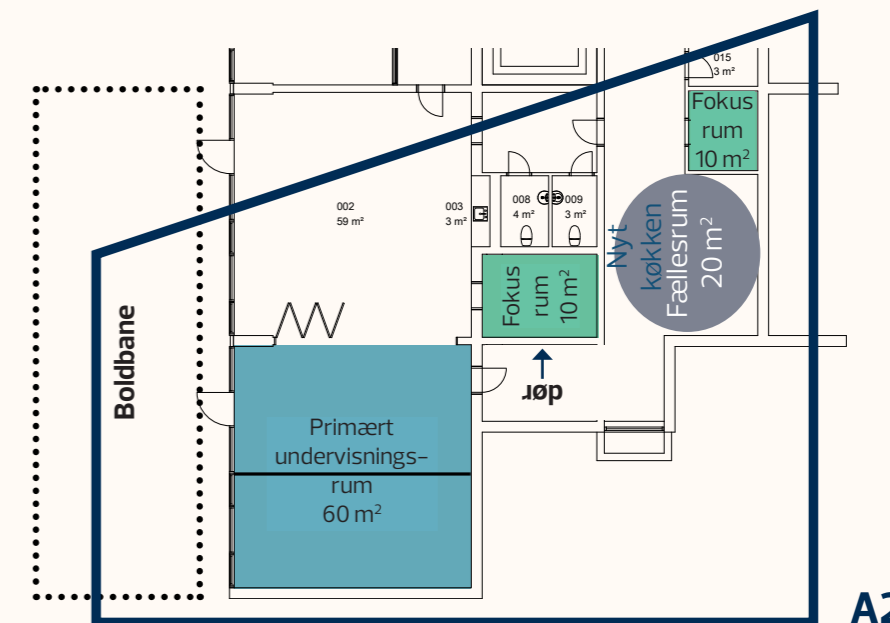 015
3 m²
Fokus
rum
10 m²
002
59 m²
003
3 m²
008
4 m²
009
3 m²
Nyt
køkken
Fællesrum
20 m²
Fokus
rum
10 m²
dør
Boldbane
Primært
undervisnings-
rum
60 m²
A2